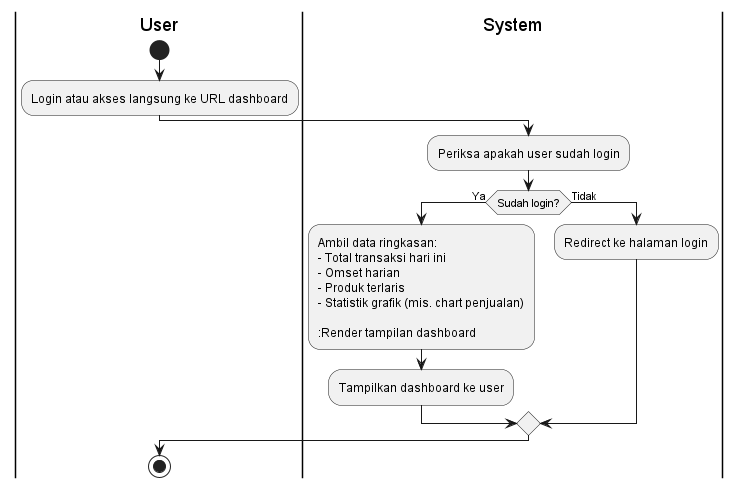 User
System
Login atau akses langsung ke URL dashboard
Periksa apakah user sudah login
Ya
Sudah login?
Tidak
Ambil data ringkasan:
- Total transaksi hari ini
- Omset harian
- Produk terlaris
- Statistik grafik (mis. chart penjualan)
:Render tampilan dashboard
Redirect ke halaman login
Tampilkan dashboard ke user